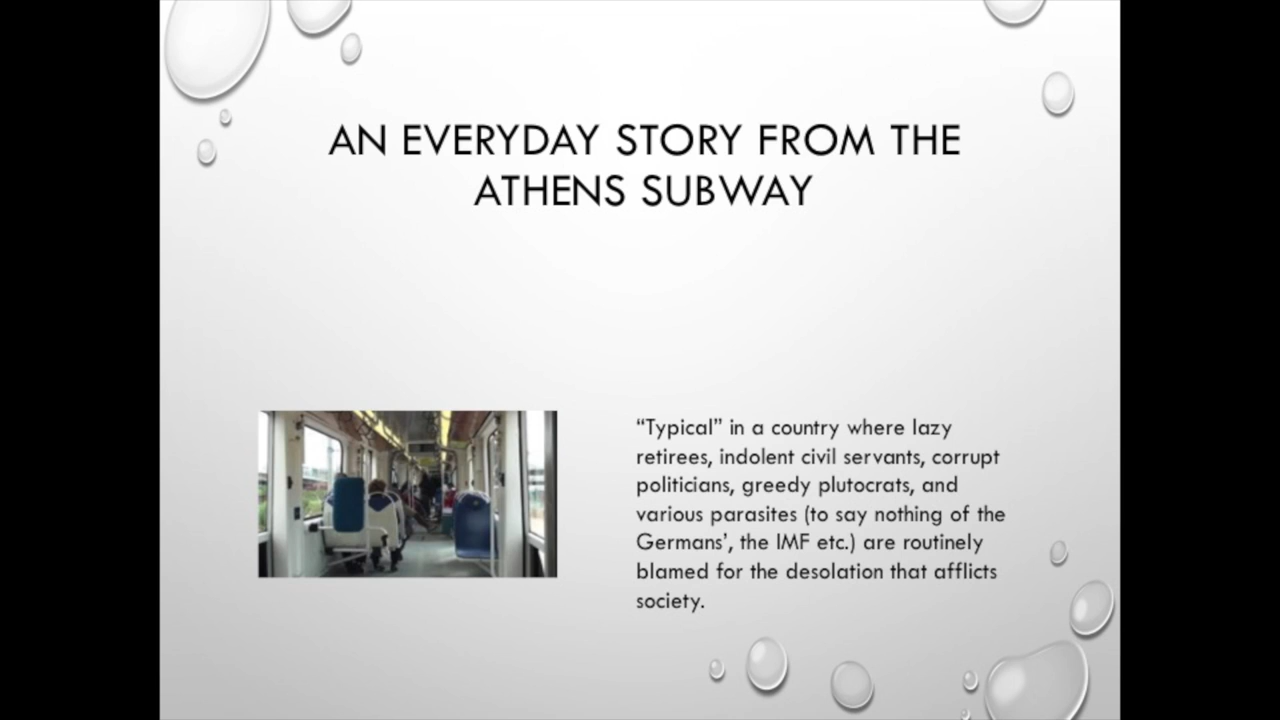 AN EVERYDAY STORY FROM THE
ATHENS SUBWAY
“Typical” in a country where lazy
retirees, indolent civil servants, corrupt
politicians, greedy plutocrats, and
various parasites (to say nothing of the
Germans’, the IMF etc.) are routinely
blamed for the desolation that afflicts
society.